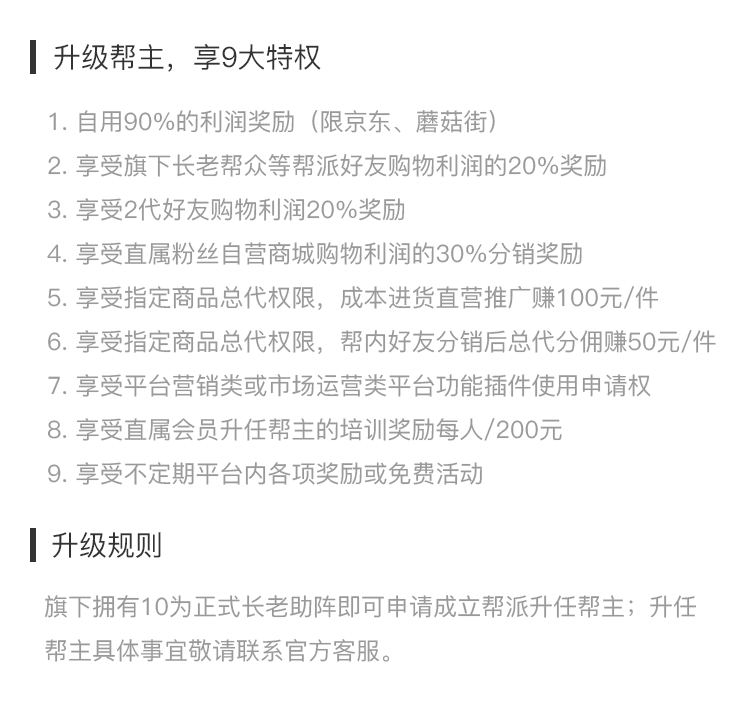 升级帮主，享9大特权
1. 自用90%的利润奖励（限京东、蘑菇街）
2. 享受旗下长老帮众等帮派好友购物利润的20%奖励
3. 享受2代好友购物利润20%奖励
4. 享受直属粉丝自营商城购物利润的30%分销奖励
5. 享受指定商品总代权限，成本进货直营推广赚100元/件
6. 享受指定商品总代权限，帮内好友分销后总代分佣赚50元/件
7. 享受平台营销类或市场运营类平台功能插件使用申请权
8. 享受直属会员升任帮主的培训奖励每人/200元
9. 享受不定期平台内各项奖励或免费活动
升级规则
旗下拥有10为正式长老助阵即可申请成立帮派升任帮主；升任
帮主具体事宜敬请联系官方客服。